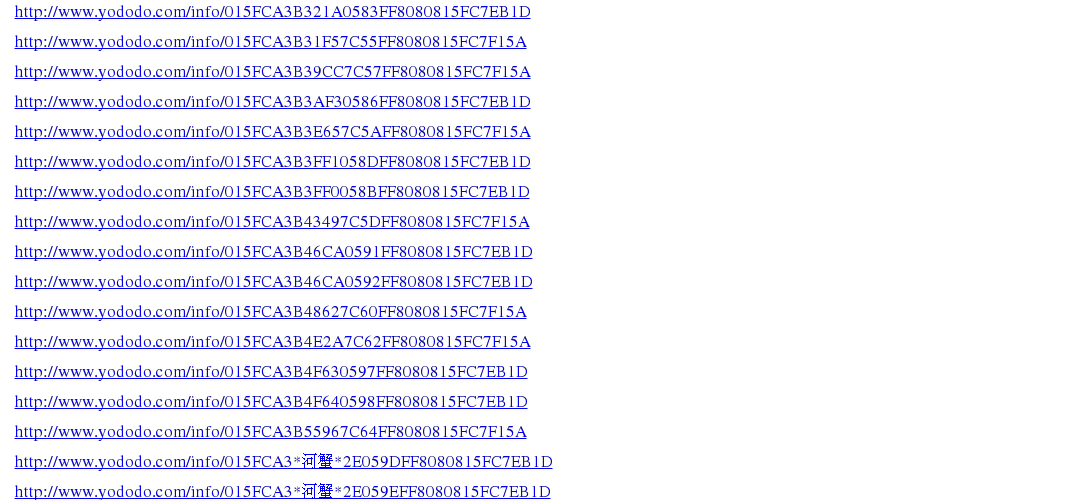 http://www.yododo.com/info/015FCA3B321A0583FF8080815FC7EB1D
http://www.yododo.com/info/015FCA3B31F57C55FF8080815FC7F15A
http://www.yododo.com/info/015FCA3B39CC7C57FF8080815FC7F15A
http://www.yododo.com/info/015FCA3B3AF30586FF8080815FC7EB1D
http://www.yododo.com/info/015FCA3B3E657C5AFF8080815FC7F15A
http://www.yododo.com/info/015FCA3B3FF1058DFF8080815FC7EB1D
http://www.yododo.com/info/015FCA3B3FF0058BFF8080815FC7EB1D
http://www.yododo.com/info/015FCA3B43497C5DFF8080815FC7F15A
http://www.yododo.com/info/015FCA3B46CA0591FF8080815FC7EB1D
http://www.yododo.com/info/015FCA3B46CA0592FF8080815FC7EB1D
http://www.yododo.com/info/015FCA3B48627C60FF8080815FC7F15A
http://www.yododo.com/info/015FCA3B4E2A7C62FF8080815FC7F15A
http://www.yododo.com/info/015FCA3B4F630597FF8080815FC7EB1D
http://www.yododo.com/info/015FCA3B4F640598FF8080815FC7EB1D
http://www.yododo.com/info/015FCA3B55967C64FF8080815FC7F15A
http://www.yododo.com/info/015FCA3*河蟹*2E059DFF8080815FC7EB1D
http://www.yododo.com/info/015FCA3*河蟹*2E059EFF8080815FC7EB1D